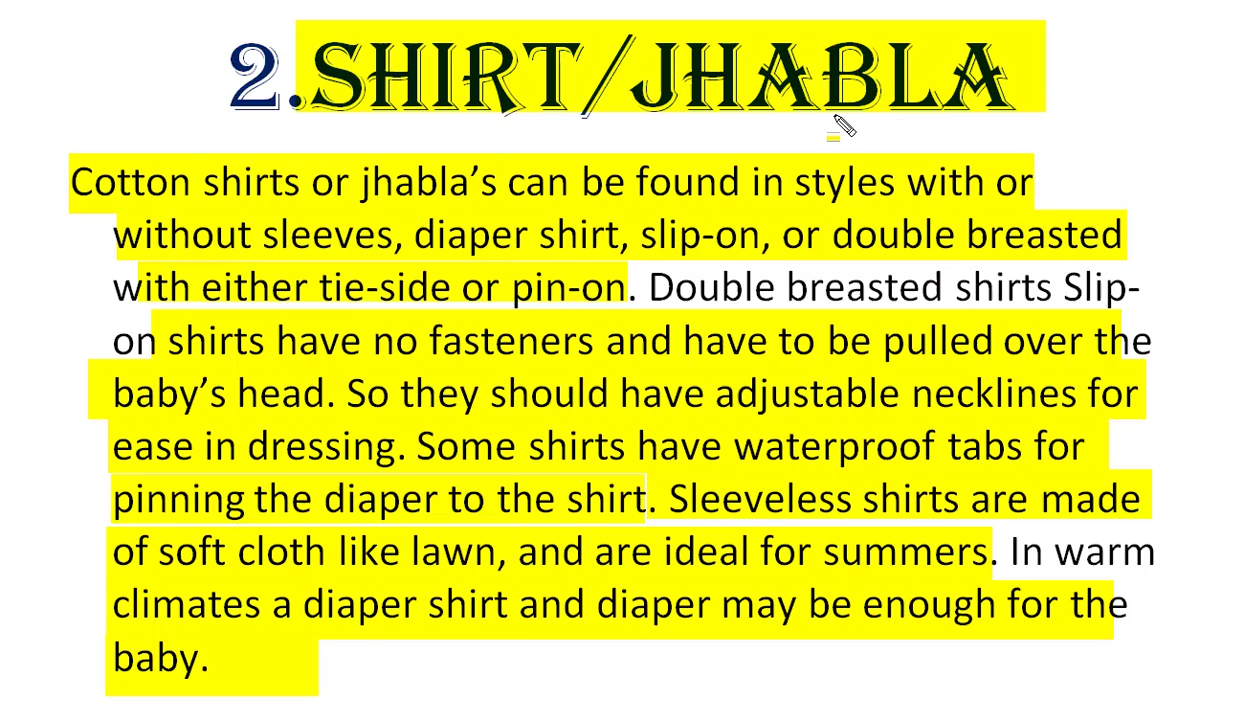 2.SHIRT/JHABLA
Cotton shirts or jhabla’s can be found in styles with or
without sleeves, diaper shirt, slip-on, or double breasted
with either tie-side or pin-on. Double breasted shirts Slip-
on shirts have no fasteners and have to be pulled over the
baby’s head. So they should have adjustable necklines for
ease in dressing. Some shirts have waterproof tabs for
pinning the diaper to the shirt. Sleeveless shirts are made
of soft cloth like lawn, and are ideal for summers. In warm
climates a diaper shirt and diaper may be enough for the
baby.